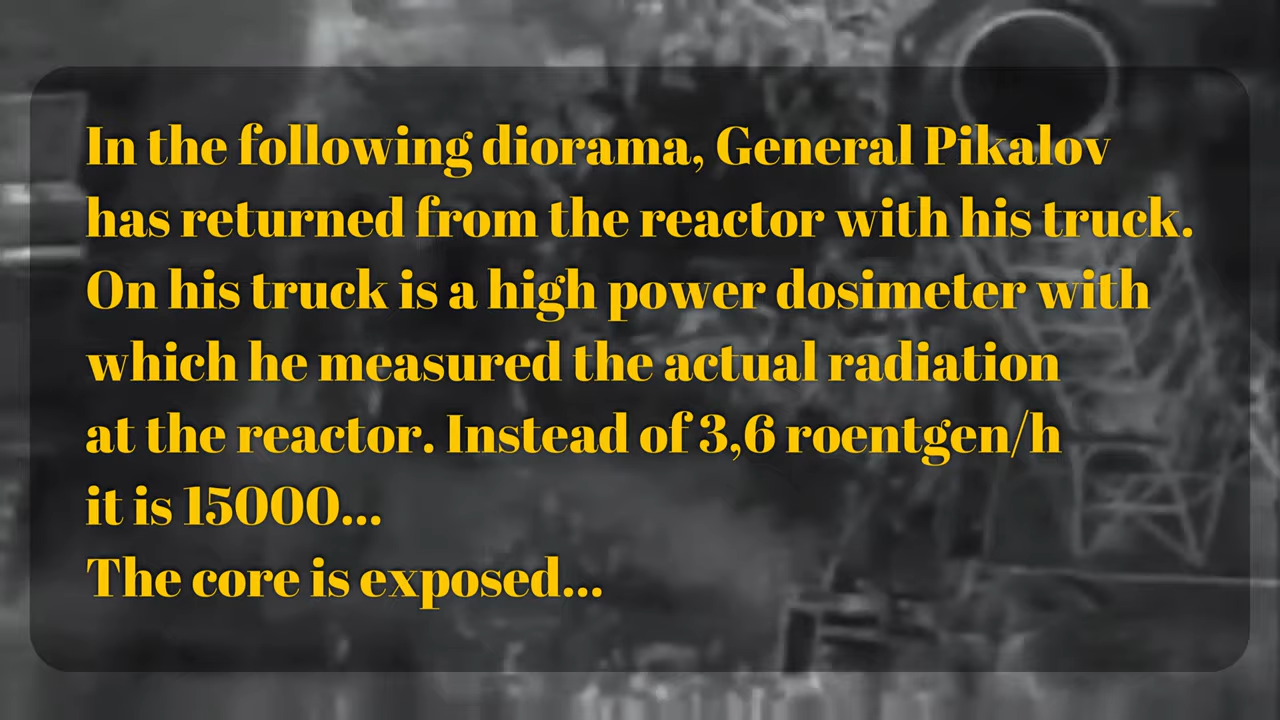 In the following diorama, General Pikalov
has returned from the reactor with his truck.
On his truck is a high power dosimeter with
which he measured the actual radiation
at the reactor. Instead of 3,6 roentgen/h
it is 15000...
The core is exposed...